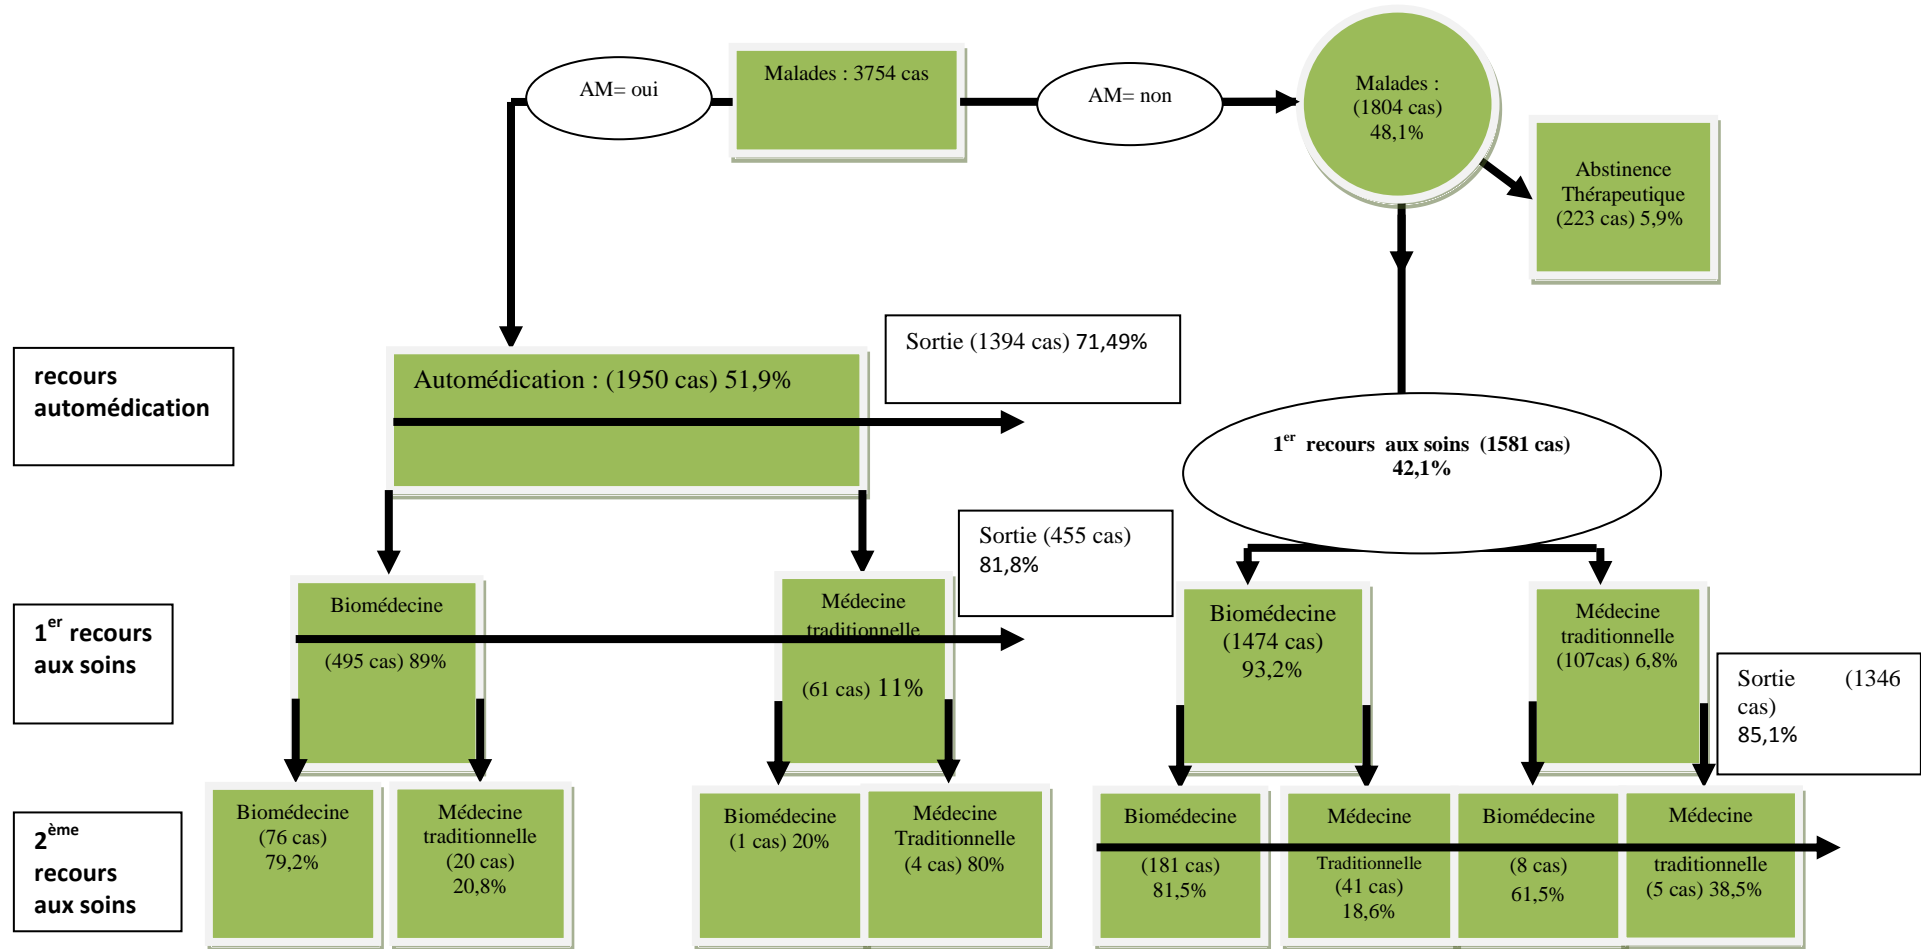 AM= oui
Malades : 3754 cas
AM= non
Malades :
(1804 cas)
48,1%
Abstinence
Thérapeutique
(223 cas) 5,9%
recours
automédication
Automédication : (1950 cas) 51,9%
Sortie (1394 cas) 71,49%
1er recours aux soins (1581 cas)
42,1%
1er recours
aux soins
Biomédecine
(495 cas) 89%
Médecine
traditionnelle
(61 cas) 11%
Sortie (455 cas)
81,8%
Biomédecine
(1474 cas)
93,2%
Médecine
traditionnelle
(107cas) 6,8%
Sortie (1346
cas)
85,1%
2ème
recours
aux soins
Biomédecine
(76 cas)
79,2%
Médecine
traditionnelle
(20 cas)
20,8%
Biomédecine
(1 cas) 20%
Médecine
Traditionnelle
(4 cas) 80%
Biomédecine
(181 cas)
81,5%
Médecine
Traditionnelle
(41 cas)
18,6%
Biomédecine
(8 cas)
61,5%
Médecine
traditionnelle
(5 cas) 38,5%